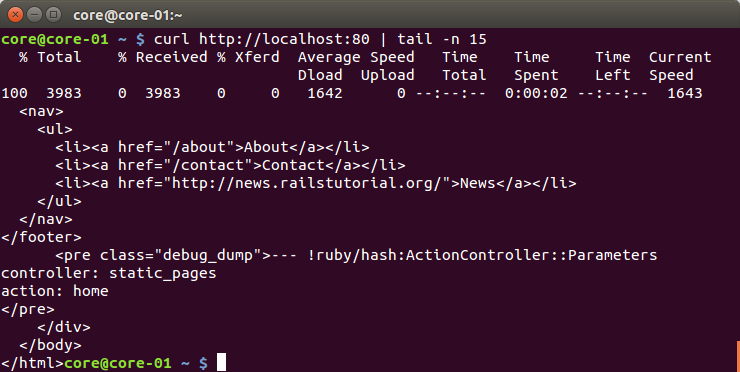 core@core-01:~
core@core-01 ~ $ curl http://localhost:80 | tail -n 15
  % Total    % Received % Xferd  Average Speed   Time    Time     Time  Current
                                 Dload  Upload   Total   Spent    Left  Speed
100  3983    0  3983    0     0   1642      0 --:--:--  0:00:02 --:--:--  1643
  <nav>
    <ul>
      <li><a href="/about">About</a></li>
      <li><a href="/contact">Contact</a></li>
      <li><a href="http://news.railstutorial.org/">News</a></li>
    </ul>
  </nav>
</footer>
      <pre class="debug_dump">--- !ruby/hash:ActionController::Parameters
controller: static_pages
action: home
</pre>
    </div>
  </body>
</html>core@core-01 ~ $